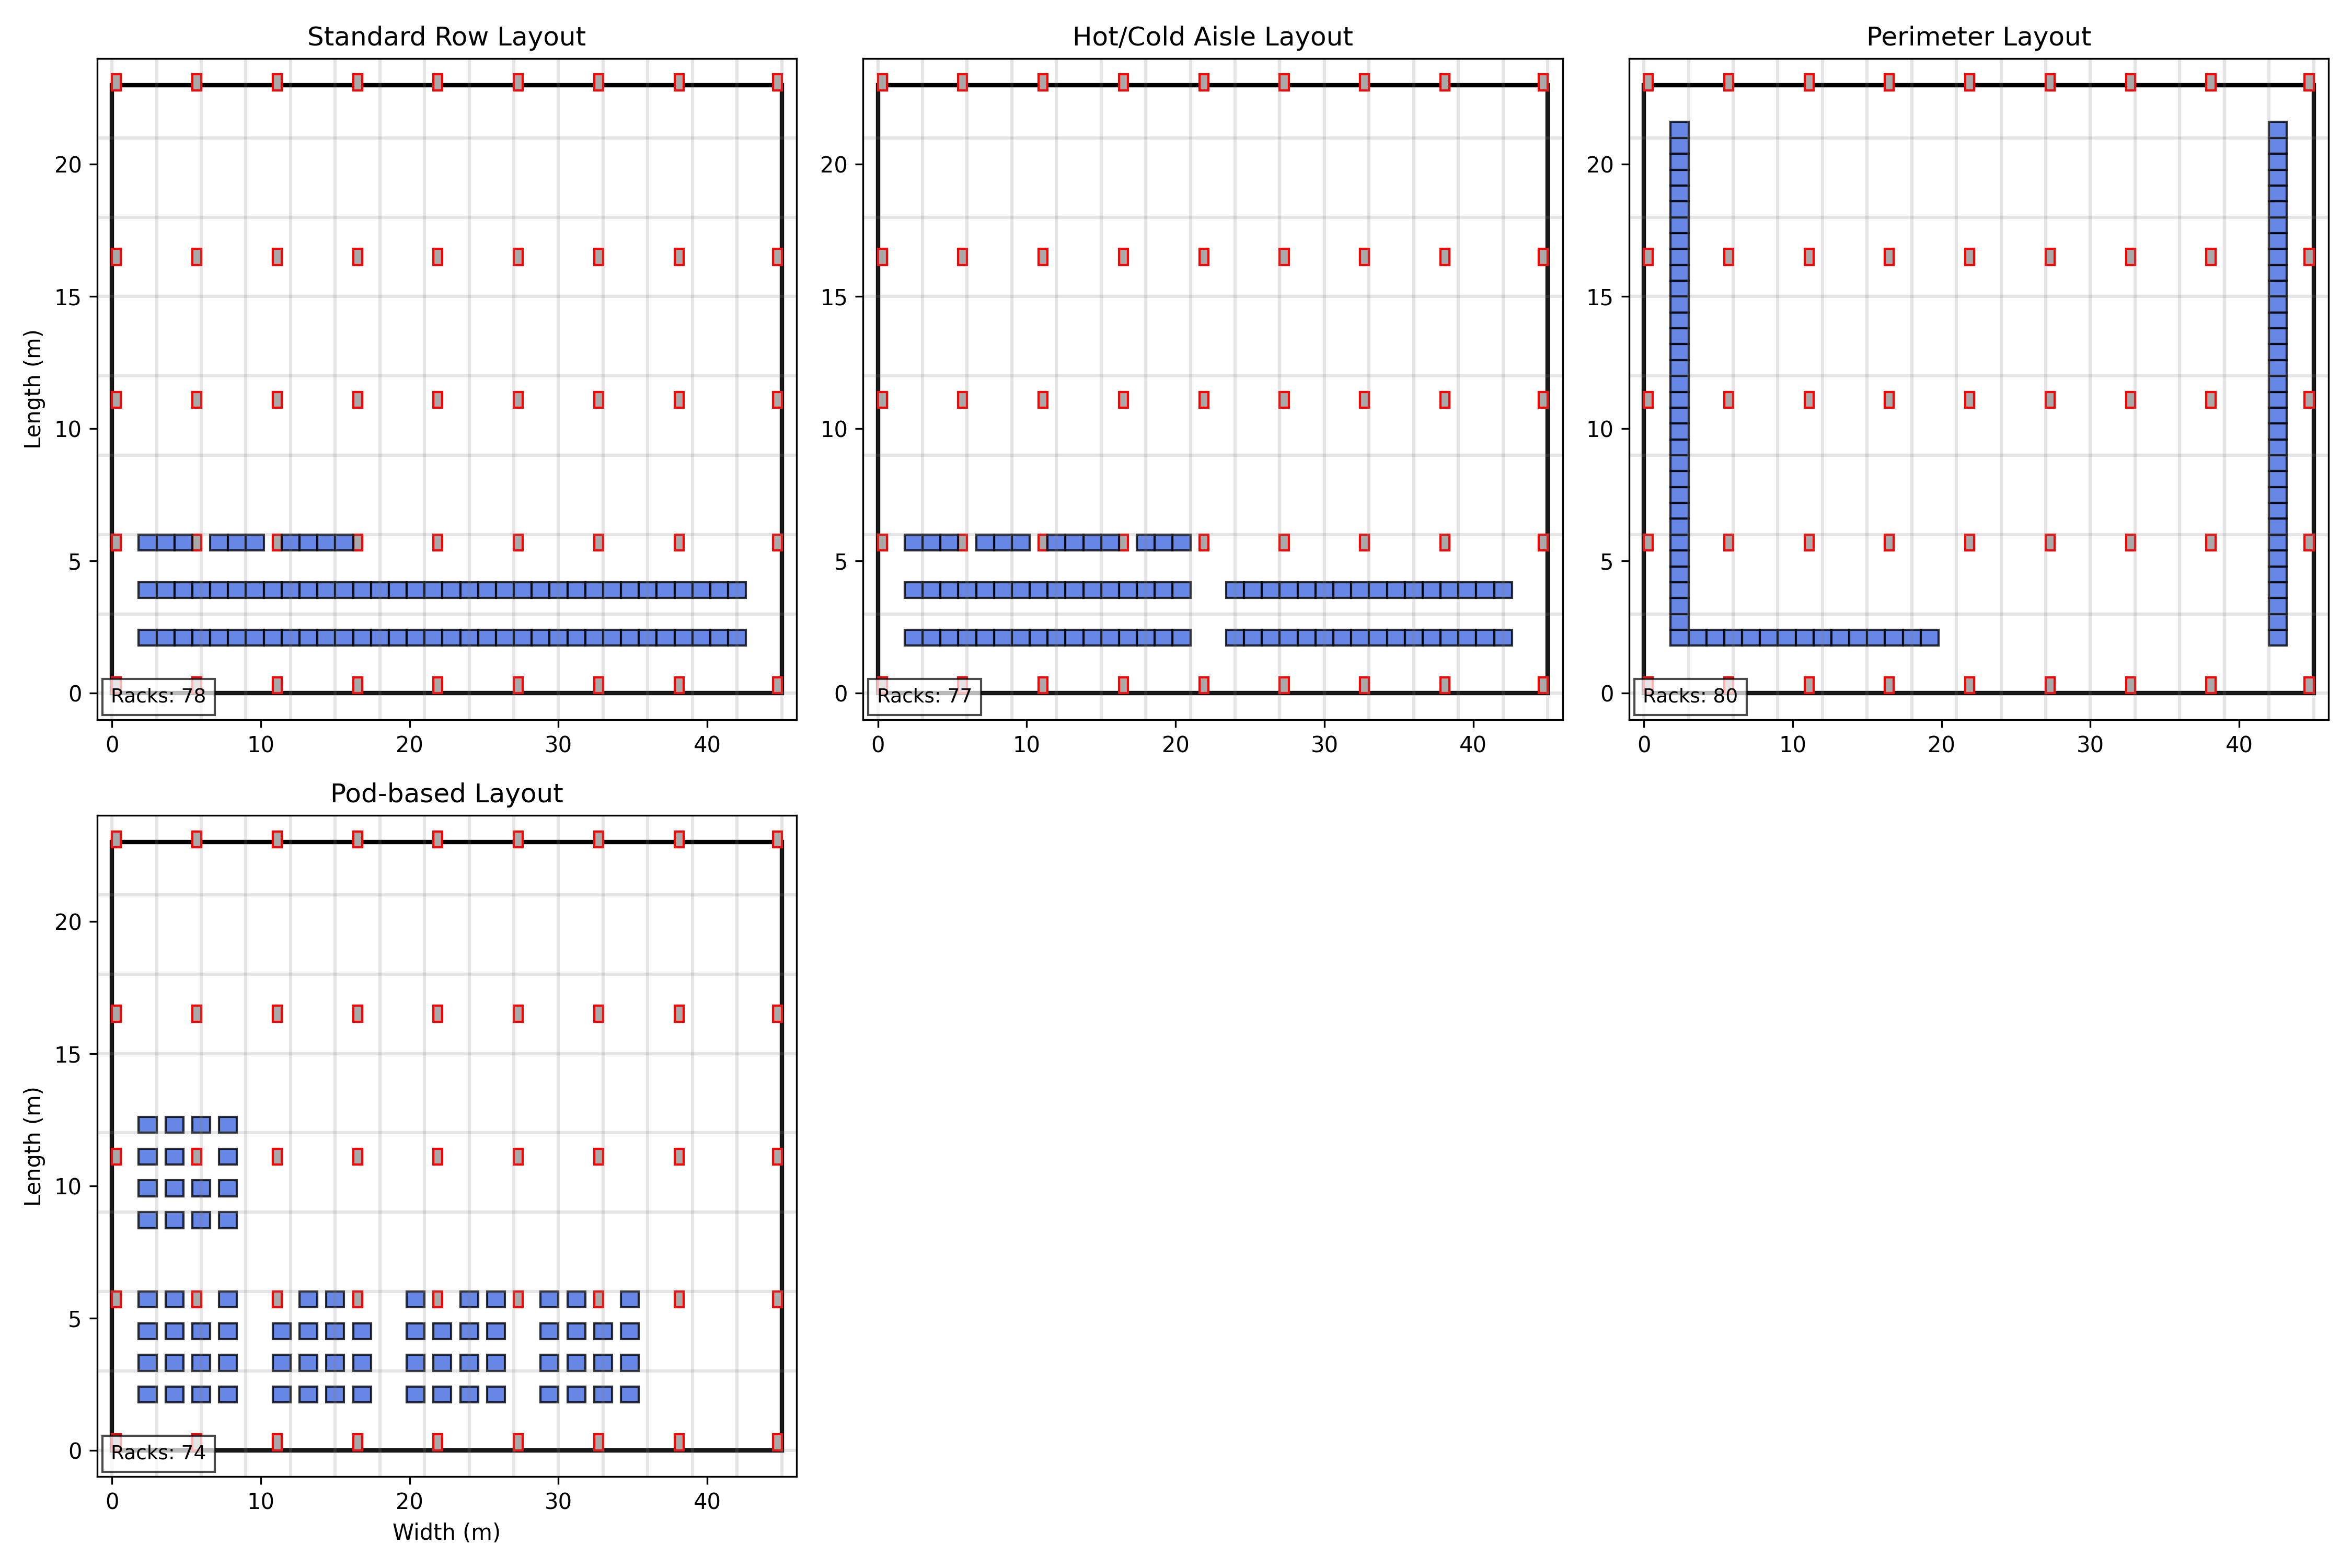 Standard Row Layout
Length (m)
20
15
10
5
0
Racks: 78
0 10 20 30 40
Hot/Cold Aisle Layout
20
15
10
5
0
Racks: 77
0 10 20 30 40
Perimeter Layout
20
15
10
5
0
Racks: 80
0 10 20 30 40
Pod-based Layout
Length (m)
20
15
10
5
0
Racks: 74
0 10 20 30 40
Width (m)